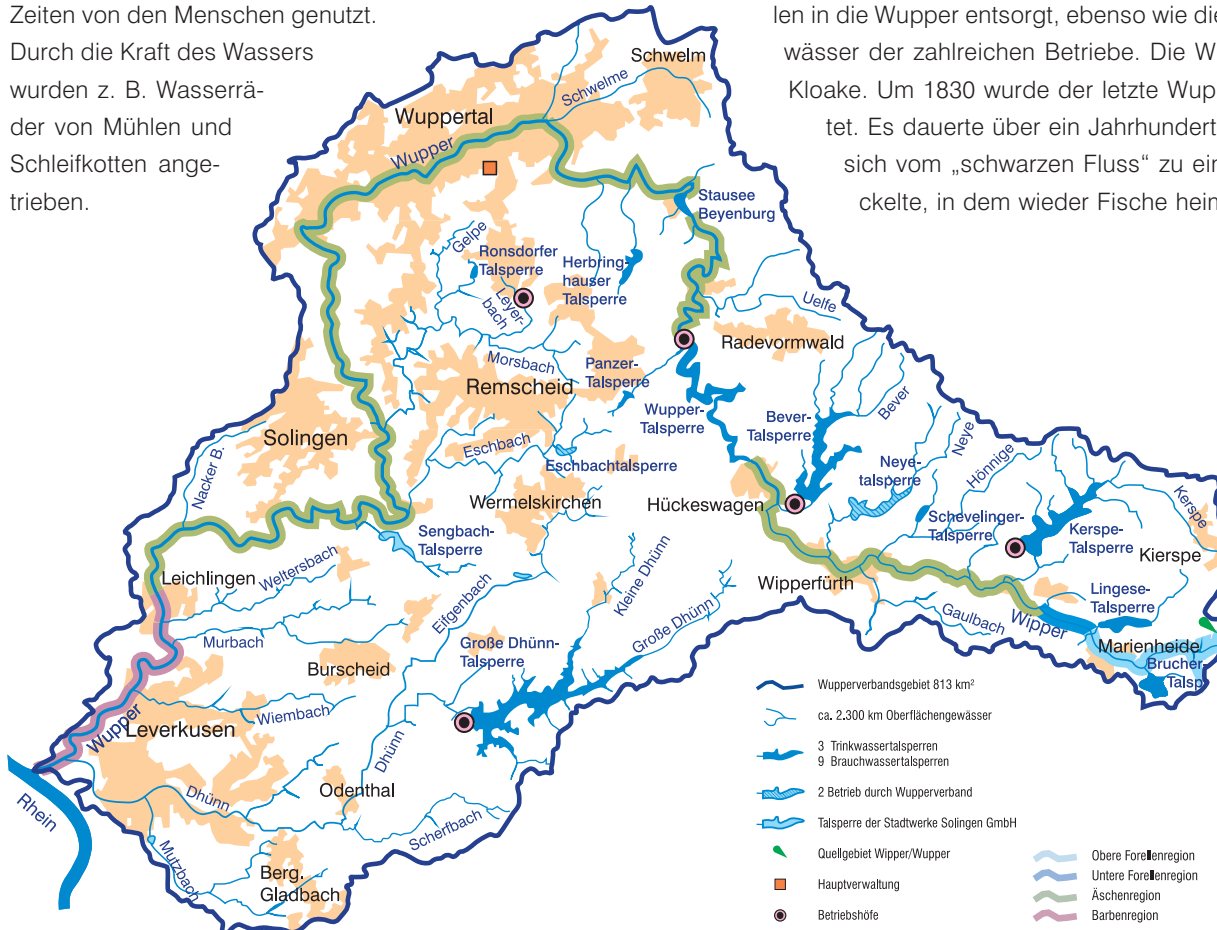 Zeiten von den Menschen genutzt.
Durch die Kraft des Wassers
wurden z. B. Wasserrä-
der von Mühlen und
Schleifkotten ange-
trieben.
len in die Wupper entsorgt, ebenso wie die
wässer der zahlreichen Betriebe. Die W
Kloake. Um 1830 wurde der letzte Wup
tet. Es dauerte über ein Jahrhundert
sich vom „schwarzen Fluss“ zu ein
ckelte, in dem wieder Fische heim
Schwelm
Schwelme
Wuppertal
Wupper
Stausee
Beyenburg
Gelpe
Ronsdorfer
Talsperre
Herbring-
hauser
Talsperre
Leyer-
bach
Uelfe
Radevormwald
Morsbach
Panzer-
Talsperre
Remscheid
Wupper-
Talsperre
Bever-
Talsperre
Bever
Neye
Solingen
Eschbach
Eschbachtalsperre
Neye-
talsperre
Hönnige
Nacker B.
Wermelskirchen
Hückeswagen
Schevelinger-
Talsperre
Kerspe-
Talsperre
Kerspe
Kierspe
Sengbach-
Talsperre
Leichlingen
Weltersbach
Eifgenbach
Kleine Dhünn
Wipperfürth
Lingese-
Talsperre
Gaulbach
Wipper
Marienheide
Brucher-
Talsp
Murbach
Burscheid
Große Dhünn-
Talsperre
Große Dhünn
Wupper
Leverkusen
Wiembach
Dhünn
Rhein
Dhünn
Odenthal
Scherfbach
Mutzbach
Berg.
Gladbach
Wupperverbandsgebiet 813 km²
ca. 2.300 km Oberflächengewässer
3 Trinkwassertalsperren
9 Brauchwassertalsperren
2 Betrieb durch Wupperverband
Talsperre der Stadtwerke Solingen GmbH
Quellgebiet Wipper/Wupper
Hauptverwaltung
Betriebshöfe
Obere Forellenregion
Untere Forellenregion
Äschenregion
Barbenregion